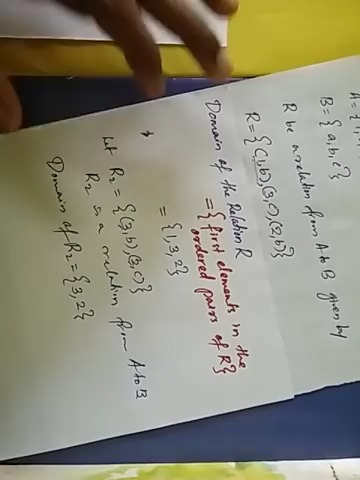 A = {1,
B = {a, b, c}
R be a relation from A to B given by
R = {(1,b),(3,c),(2,b)}
Domain of the Relation R
= {first elements in the
ordered pairs of R}
= {1, 3, 2}
Let R2 = {(3,b)(2,c)}
R2 is a relation from A to B
Domain of R2 = {3, 2}